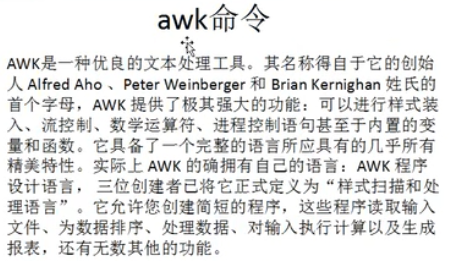 awk命令
AWK是一种优良的文本处理工具。其名称得自于它的创始
人 Alfred Aho 、Peter Weinberger 和 Brian Kernighan 姓氏的
首个字母，AWK 提供了极其强大的功能：可以进行样式装
入、流控制、数学运算符、进程控制语句甚至于内置的变
量和函数。它具备了一个完整的语言所应具有的几乎所有
精美特性。实际上 AWK 的确拥有自己的语言：AWK 程序
设计语言， 三位创建者已将它正式定义为“样式扫描和处
理语言”。它允许您创建简短的程序，这些程序读取输入
文件、为数据排序、处理数据、对输入执行计算以及生成
报表，还有无数其他的功能。